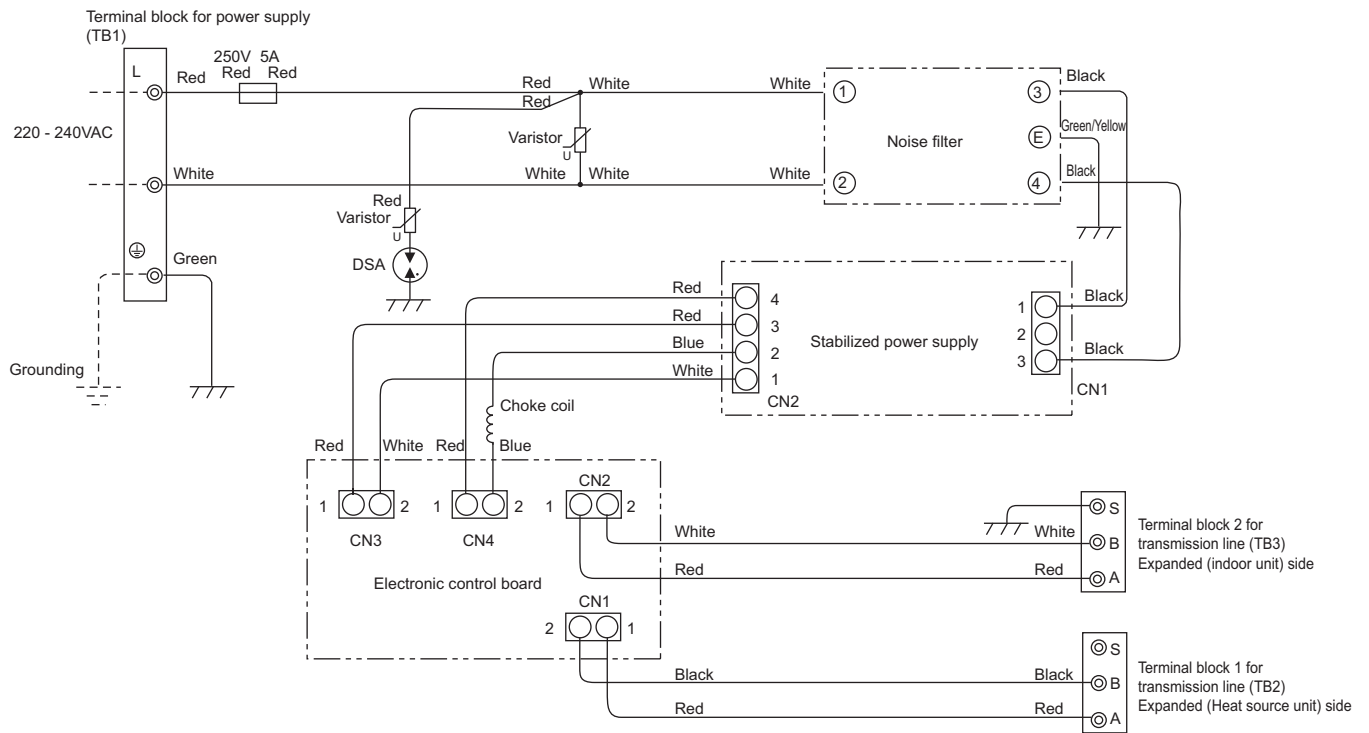 Terminal block for power supply
(TB1)
L
Red
250V 5A
Red Red
Red
White
White
Red
220 - 240VAC
Varistor
U
White
White
White
White
Red
Varistor
U
DSA
Green
Grounding
1
2
Noise filter
3
E
4
Black
Green/Yellow
Black
Red
Red
Blue
White
4
3
2
1
CN2
Stabilized power supply
1
2
3
CN1
Black
Black
Choke coil
Red
White
Red
Blue
1
2
CN3
1
2
CN4
CN2
1
2
Electronic control board
CN1
2
1
White
White
Red
Red
S
B
A
Terminal block 2 for
transmission line (TB3)
Expanded (indoor unit) side
Black
Black
Red
Red
S
B
A
Terminal block 1 for
transmission line (TB2)
Expanded (Heat source unit) side